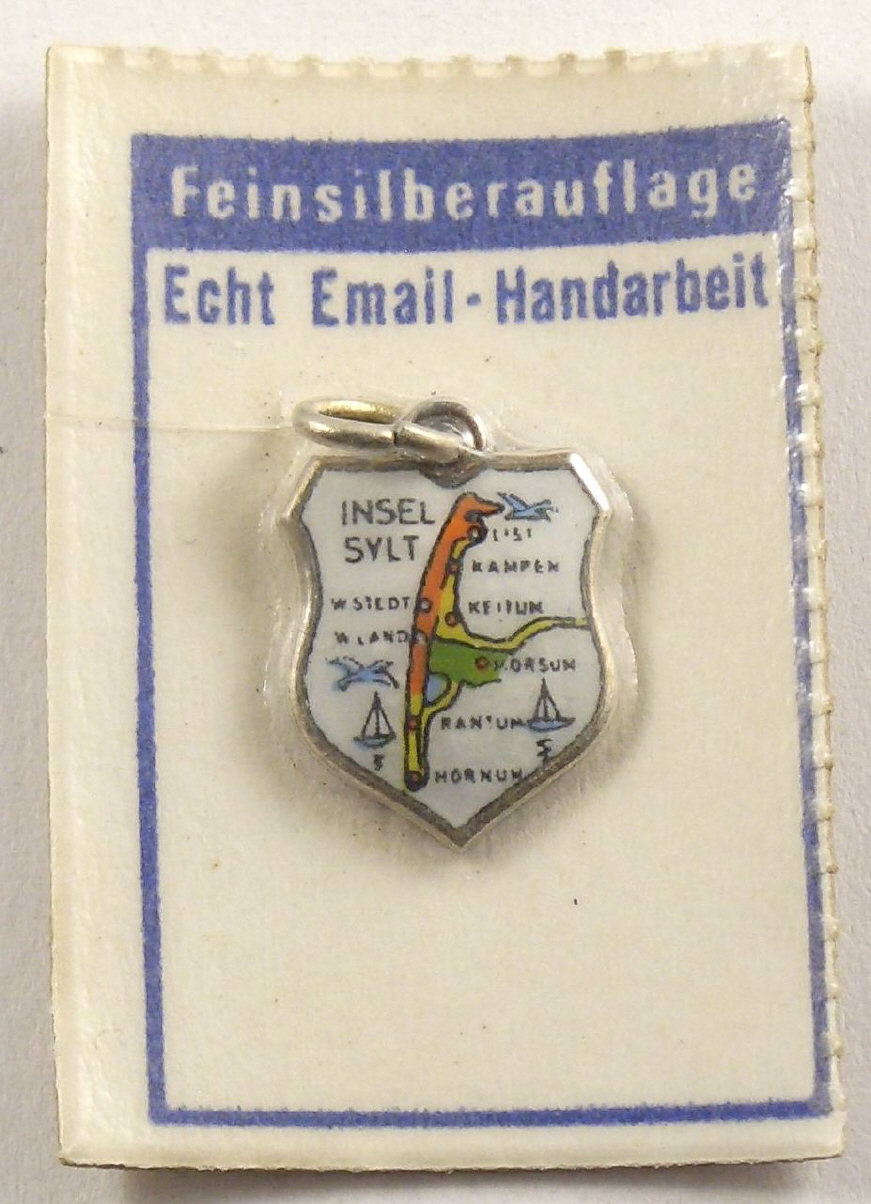 Feinsilberauflage
Echt Email-Handarbeit
INSEL
SYLT
LIST
KAMPEN
W.STEDT
KEITUM
W.LAND
MORSUM
RANTUM
HÖRNUM